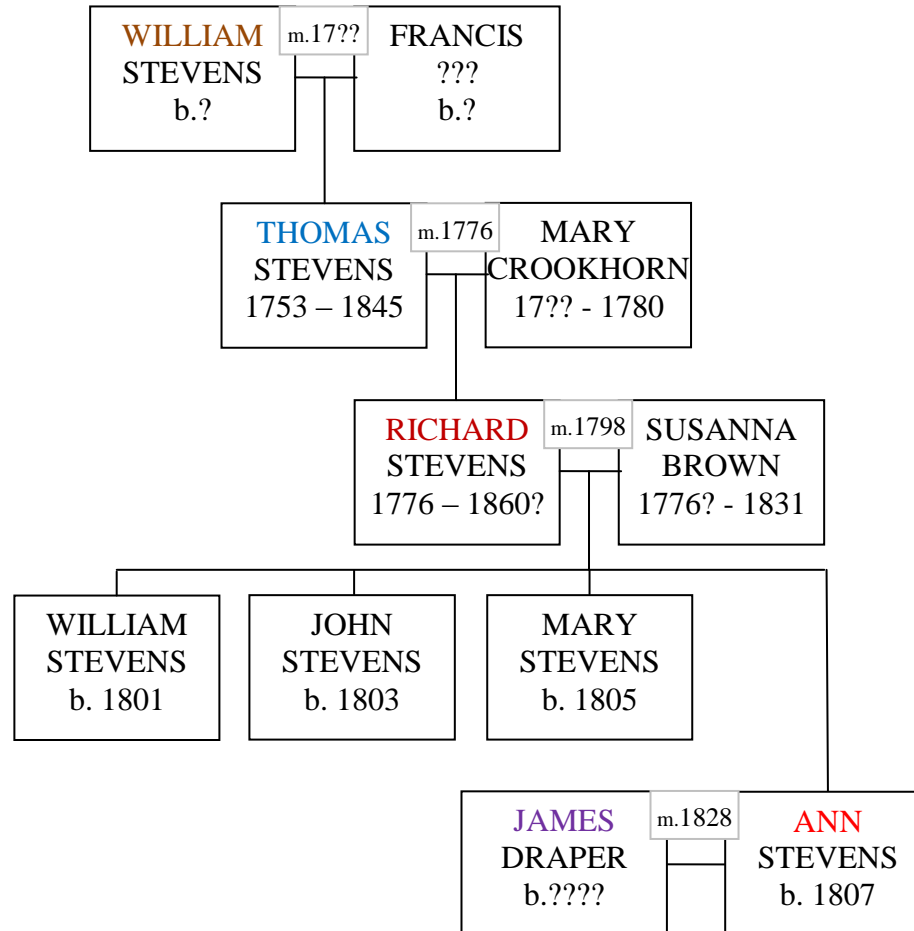 WILLIAM
STEVENS
b.?
m.17??
FRANCIS
???
b.?
THOMAS
STEVENS
1753 – 1845
m.1776
MARY
CROOKHORN
17?? - 1780
RICHARD
STEVENS
1776 – 1860?
m.1798
SUSANNA
BROWN
1776? - 1831
WILLIAM
STEVENS
b. 1801
JOHN
STEVENS
b. 1803
MARY
STEVENS
b. 1805
JAMES
DRAPER
b.????
m.1828
ANN
STEVENS
b. 1807